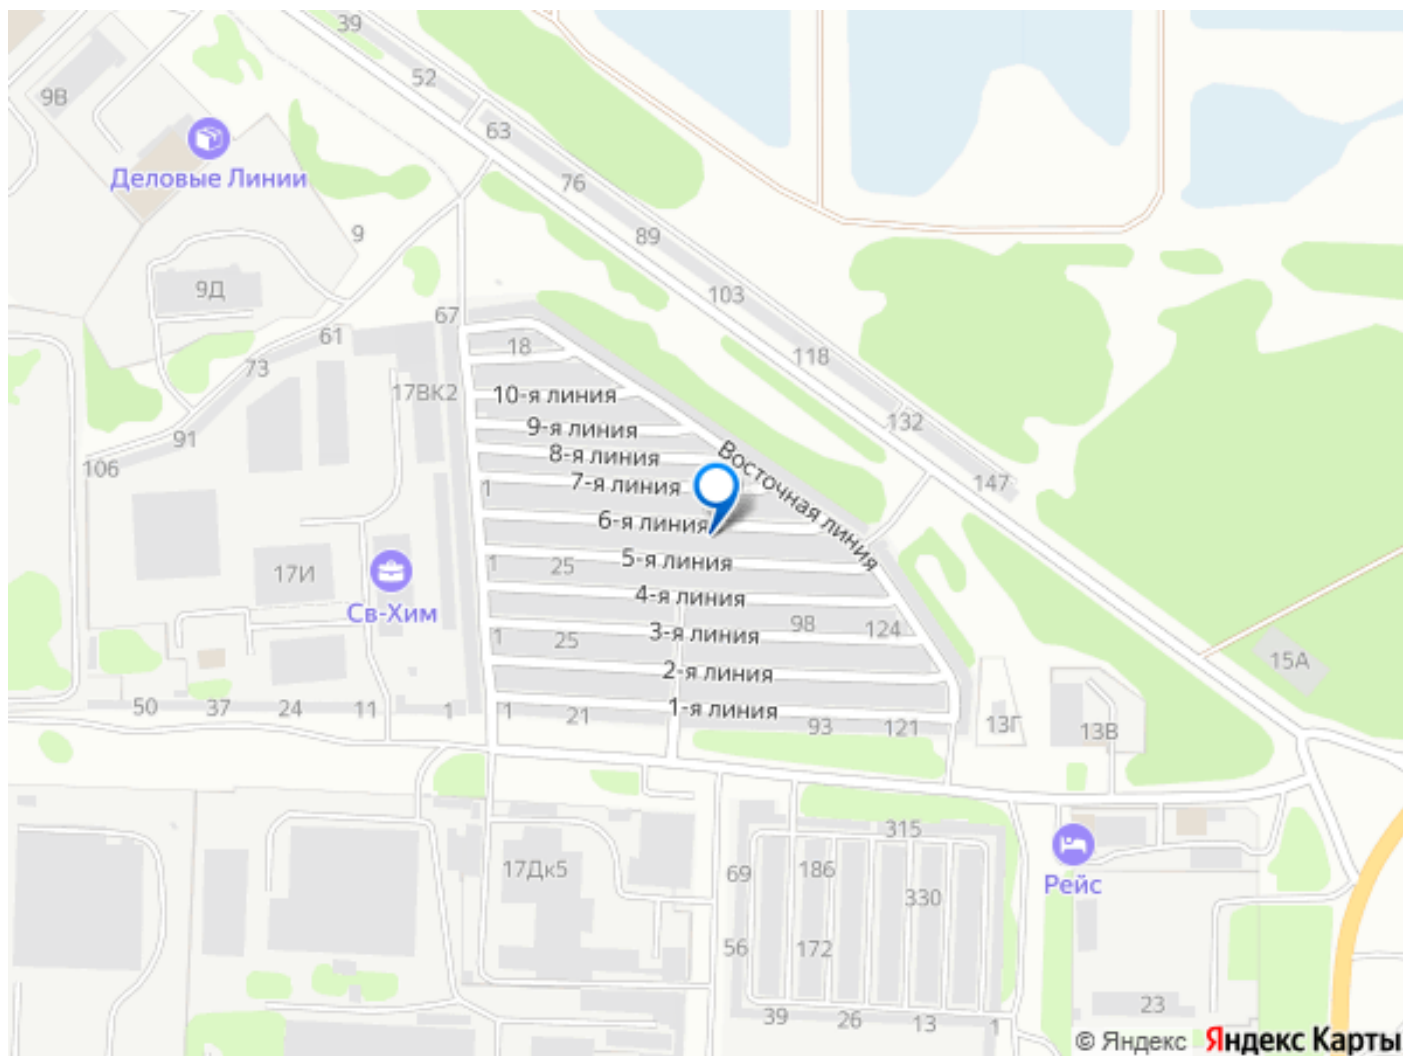 39
52
9В
63
Деловые Линии
76
9
89
9Д
103
67
61
18
118
73
17ВК2
10-я линия
132
91
9-я линия
Восточная линия
106
8-я линия
147
1
7-я линия
6-я линия
5-я линия
1
25
17И
4-я линия
Св-Хим
98
124
1
25
3-я линия
15А
2-я линия
50
37
24
11
1
1
21
1-я линия
93
121
13Г
13В
315
69
186
17Дк5
Рейс
330
56
172
39
26
13
1
23
© Яндекс Яндекс Карты